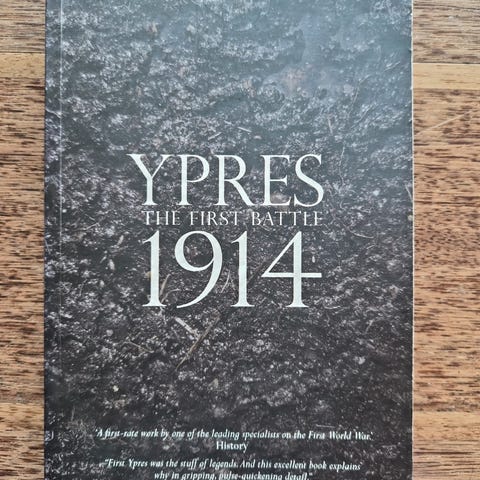 YPRES
THE FIRST BATTLE
1914
'A first-rate work by one of the leading specialists on the First World War.'
History
"First Ypres was the stuff of legends. And this excellent book explains
why in gripping, pulse-quickening detail."